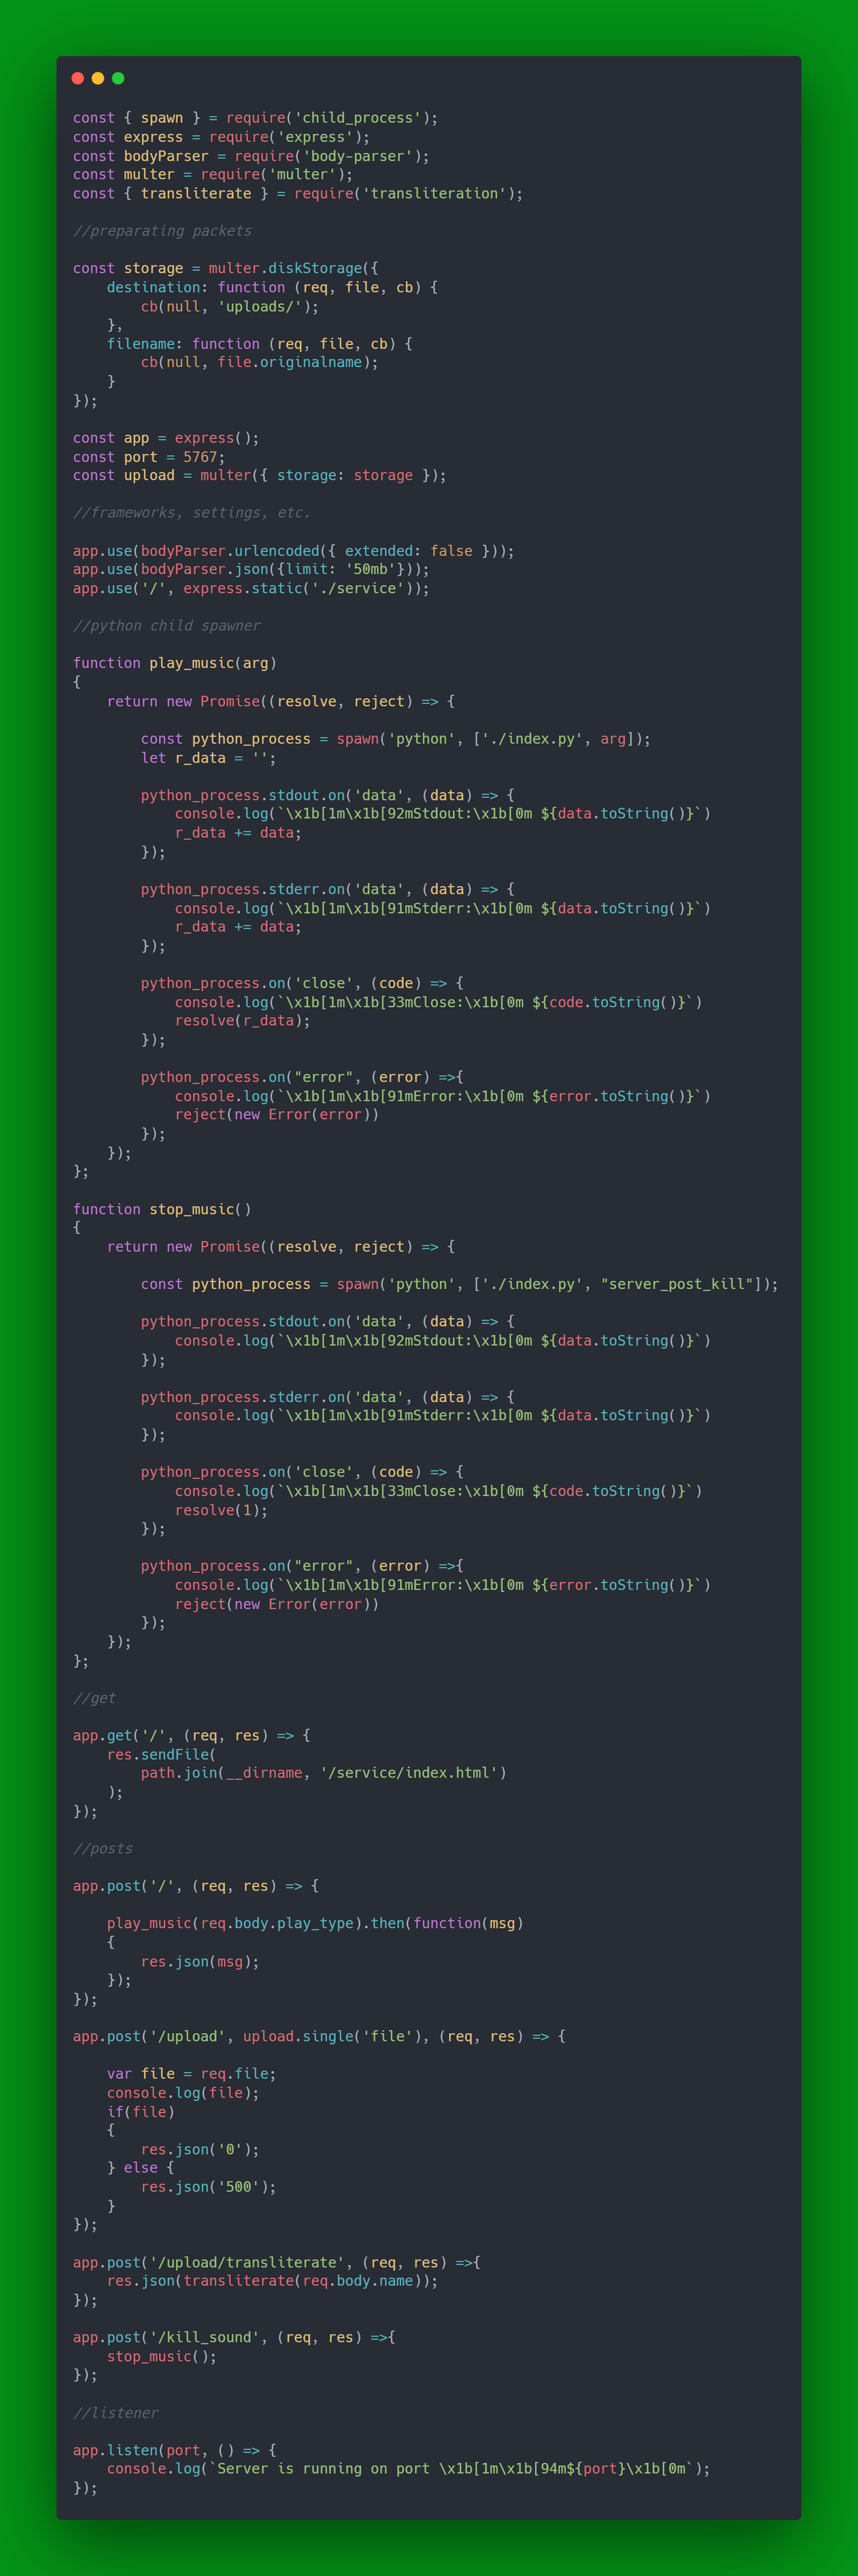 const { spawn } = require('child_process');
const express = require('express');
const bodyParser = require('body-parser');
const multer = require('multer');
const { transliterate } = require('transliteration');

//preparating packets

const storage = multer.diskStorage({
    destination: function (req, file, cb) {
        cb(null, 'uploads/');
    },
    filename: function (req, file, cb) {
        cb(null, file.originalname);
    }
});

const app = express();
const port = 5767;
const upload = multer({ storage: storage });

//frameworks, settings, etc.

app.use(bodyParser.urlencoded({ extended: false }));
app.use(bodyParser.json({limit: '50mb'}));
app.use('/', express.static('./service'));

//python child spawner

function play_music(arg)
{
    return new Promise((resolve, reject) => {

        const python_process = spawn('python', ['./index.py', arg]);
        let r_data = '';

        python_process.stdout.on('data', (data) => {
            console.log(`\x1b[1m\x1b[92mStdout:\x1b[0m ${data.toString()}`)
            r_data += data;
        });

        python_process.stderr.on('data', (data) => {
            console.log(`\x1b[1m\x1b[91mStderr:\x1b[0m ${data.toString()}`)
            r_data += data;
        });

        python_process.on('close', (code) => {
            console.log(`\x1b[1m\x1b[33mClose:\x1b[0m ${code.toString()}`)
            resolve(r_data);
        });

        python_process.on("error", (error) =>{
            console.log(`\x1b[1m\x1b[91mError:\x1b[0m ${error.toString()}`)
            reject(new Error(error))
        });
    });
};

function stop_music()
{
    return new Promise((resolve, reject) => {

        const python_process = spawn('python', ['./index.py', "server_post_kill"]);

        python_process.stdout.on('data', (data) => {
            console.log(`\x1b[1m\x1b[92mStdout:\x1b[0m ${data.toString()}`)
        });

        python_process.stderr.on('data', (data) => {
            console.log(`\x1b[1m\x1b[91mStderr:\x1b[0m ${data.toString()}`)
        });

        python_process.on('close', (code) => {
            console.log(`\x1b[1m\x1b[33mClose:\x1b[0m ${code.toString()}`)
            resolve(1);
        });

        python_process.on("error", (error) =>{
            console.log(`\x1b[1m\x1b[91mError:\x1b[0m ${error.toString()}`)
            reject(new Error(error))
        });
    });
};

//get

app.get('/', (req, res) => {
    res.sendFile(
        path.join(__dirname, '/service/index.html')
    );
});

//posts

app.post('/', (req, res) => {

    play_music(req.body.play_type).then(function(msg)
    {
        res.json(msg);
    });
});

app.post('/upload', upload.single('file'), (req, res) => {

    var file = req.file;
    console.log(file);
    if(file)
    {
        res.json('0');
    } else {
        res.json('500');
    }
});

app.post('/upload/transliterate', (req, res) =>{
    res.json(transliterate(req.body.name));
});

app.post('/kill_sound', (req, res) =>{
    stop_music();
});

//listener

app.listen(port, () => {
    console.log(`Server is running on port \x1b[1m\x1b[94m${port}\x1b[0m`);
});